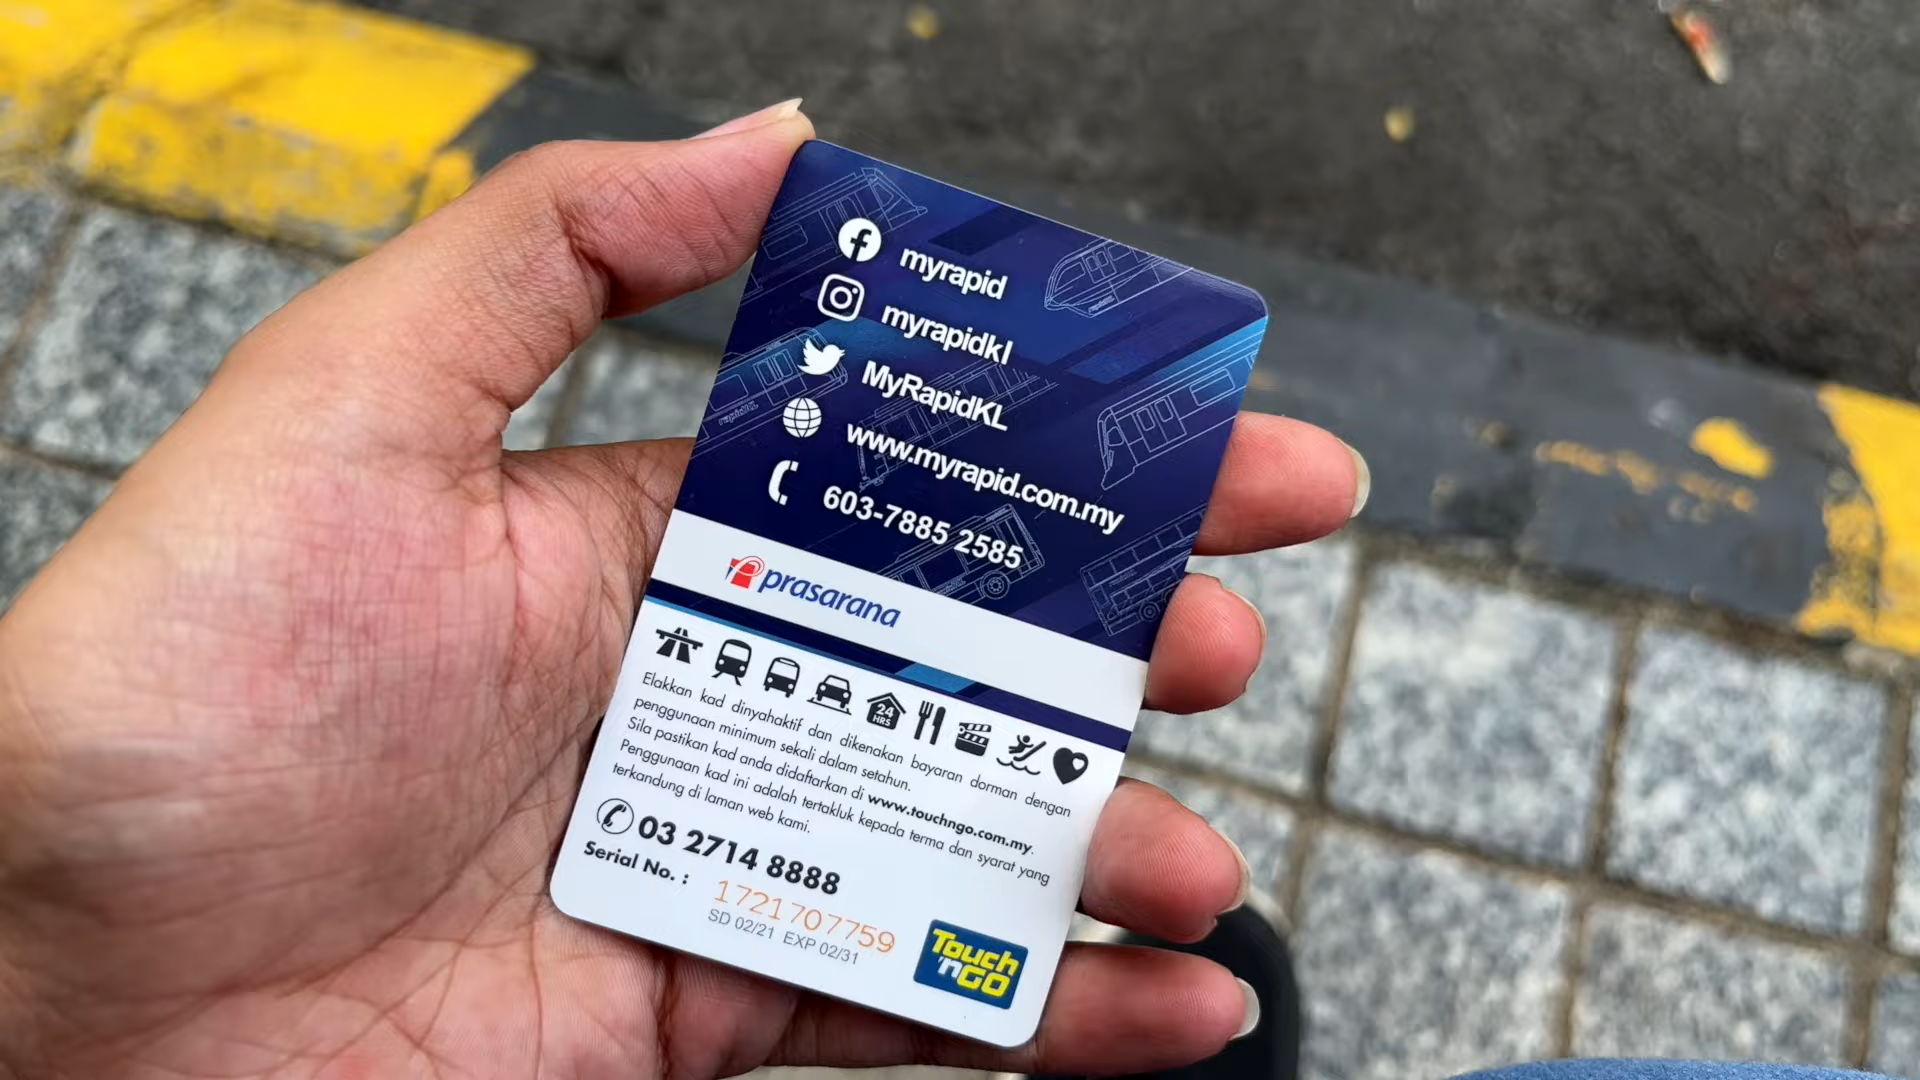 myrapid
myrapidkl
MyRapidKL
www.myrapid.com.my
603-7885 2585
prasarana
24
HRS
Elakkan kad dinyahaktif dan dikenakan bayaran dorman dengan
penggunaan minimum sekali dalam setahun.
Sila pastikan kad anda didaftarkan di www.touchngo.com.my.
Penggunaan kad ini adalah tertakluk kepada terma dan syarat yang
terkandung di laman web kami.
03 2714 8888
Serial No. :
1721707759
SD 02/21 EXP 02/31
Touch
'nGO